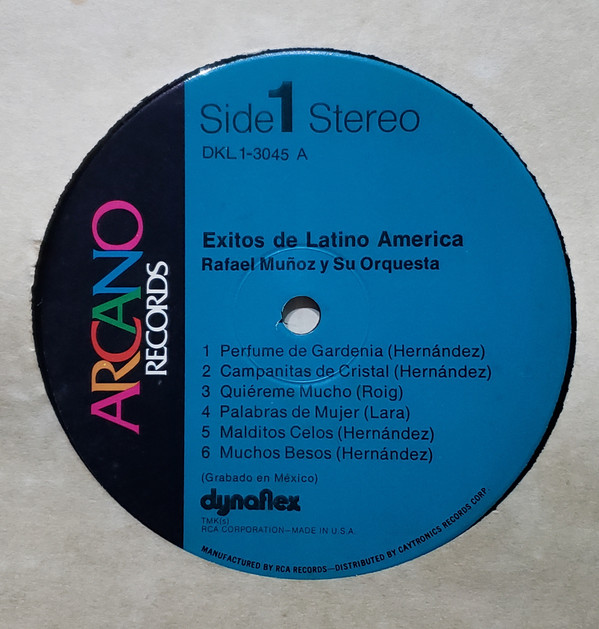 ARCANO
RECORDS
Side 1 Stereo
DKL1-3045 A
Exitos de Latino America
Rafael Muñoz y Su Orquesta
1 Perfume de Gardenia (Hernández)
2 Campanitas de Cristal (Hernández)
3 Quiéreme Mucho (Roig)
4 Palabras de Mujer (Lara)
5 Malditos Celos (Hernández)
6 Muchos Besos (Hernández)
(Grabado en México)
dynaflex
TMK(s)
RCA CORPORATION—MADE IN U.S.A.
MANUFACTURED BY RCA RECORDS—DISTRIBUTED BY CAYTRONICS RECORDS CORP.